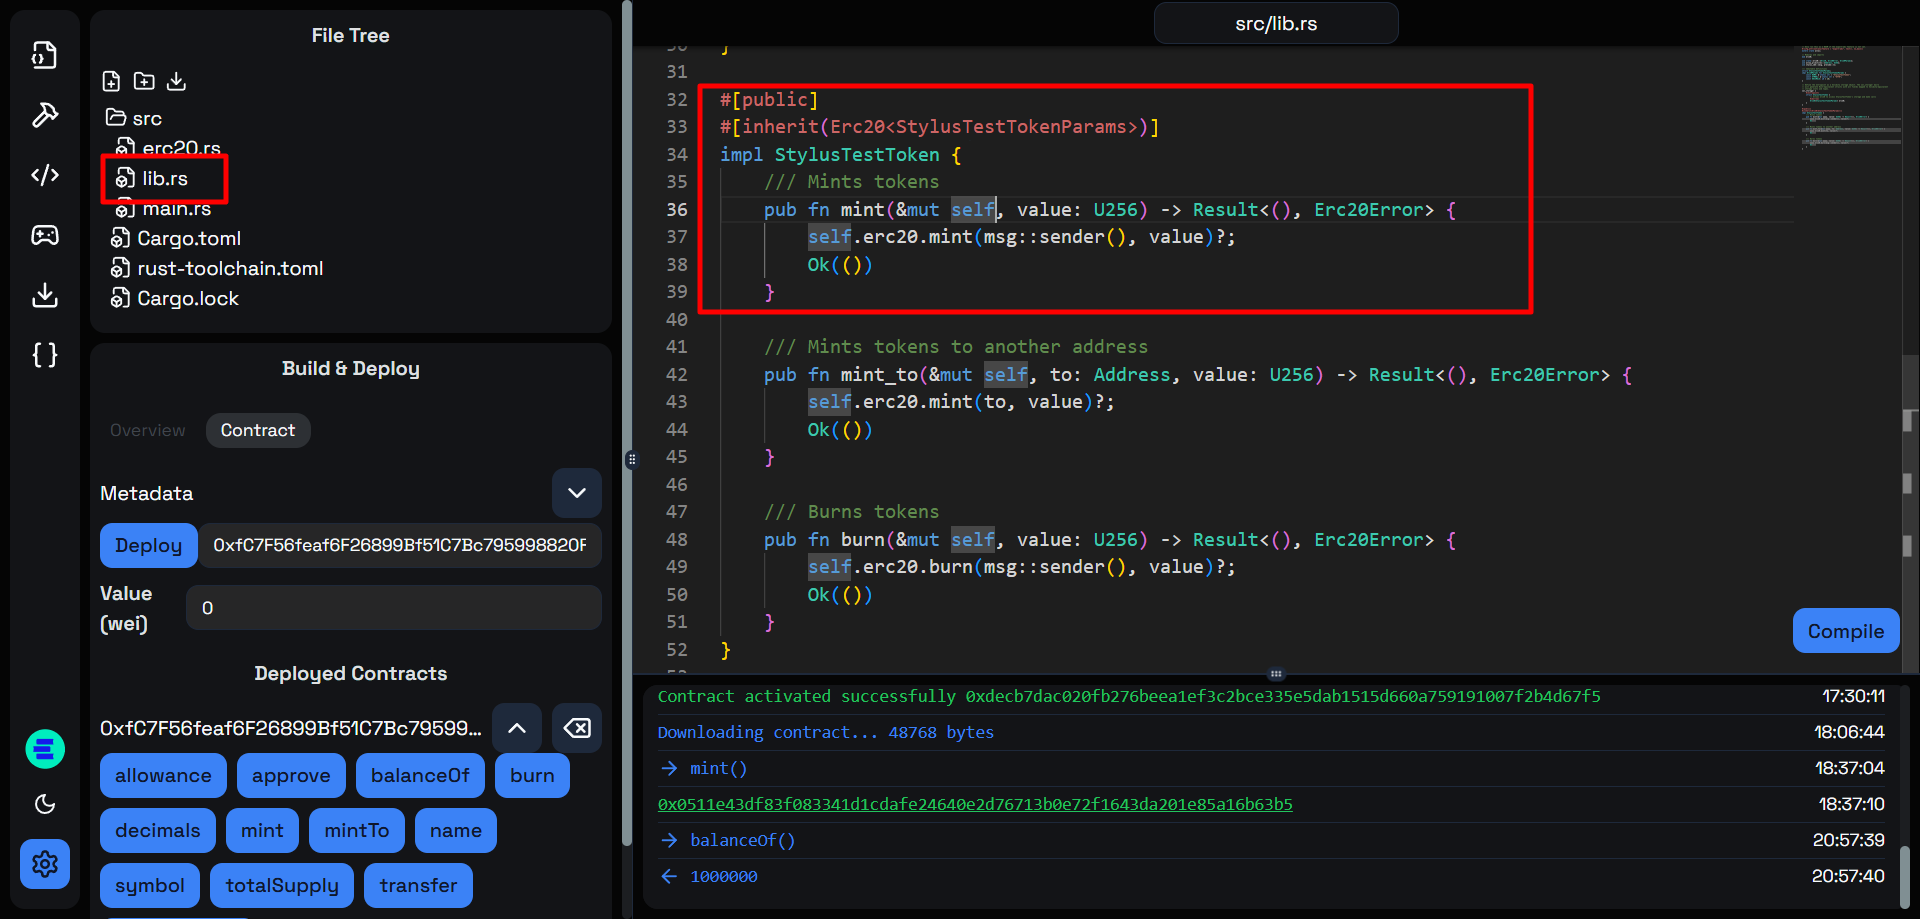 File Tree
src
erc20.rs
lib.rs
main.rs
Cargo.toml
rust-toolchain.toml
Cargo.lock
Build & Deploy
Overview
Contract
Metadata
Deploy
0xfC7F56feaf6F26899Bf51C7Bc795998820F
Value
(wei)
0
Deployed Contracts
0xfC7F56feaf6F26899Bf51C7Bc79599...
allowance
approve
balanceOf
burn
decimals
mint
mintTo
name
symbol
totalSupply
transfer
src/lib.rs
30 }
31
32 #[public]
33 #[inherit(Erc20<StylusTestTokenParams>)]
34 impl StylusTestToken {
35 /// Mints tokens
36 pub fn mint(&mut self, value: U256) -> Result<(), Erc20Error> {
37 self.erc20.mint(msg::sender(), value)?;
38 Ok(())
39 }
40
41 /// Mints tokens to another address
42 pub fn mint_to(&mut self, to: Address, value: U256) -> Result<(), Erc20Error> {
43 self.erc20.mint(to, value)?;
44 Ok(())
45 }
46
47 /// Burns tokens
48 pub fn burn(&mut self, value: U256) -> Result<(), Erc20Error> {
49 self.erc20.burn(msg::sender(), value)?;
50 Ok(())
51 }
52 }
Compile
Contract activated successfully 0xdecb7dac020fb276beea1ef3c2bce335e5dab1515d660a759191007f2b4d67f5 17:30:11
Downloading contract... 48768 bytes 18:06:44
→ mint() 18:37:04
0x0511e43df83f083341d1cdafe24640e2d76713b0e72f1643da201e85a16b63b5 18:37:10
→ balanceOf() 20:57:39
← 1000000 20:57:40